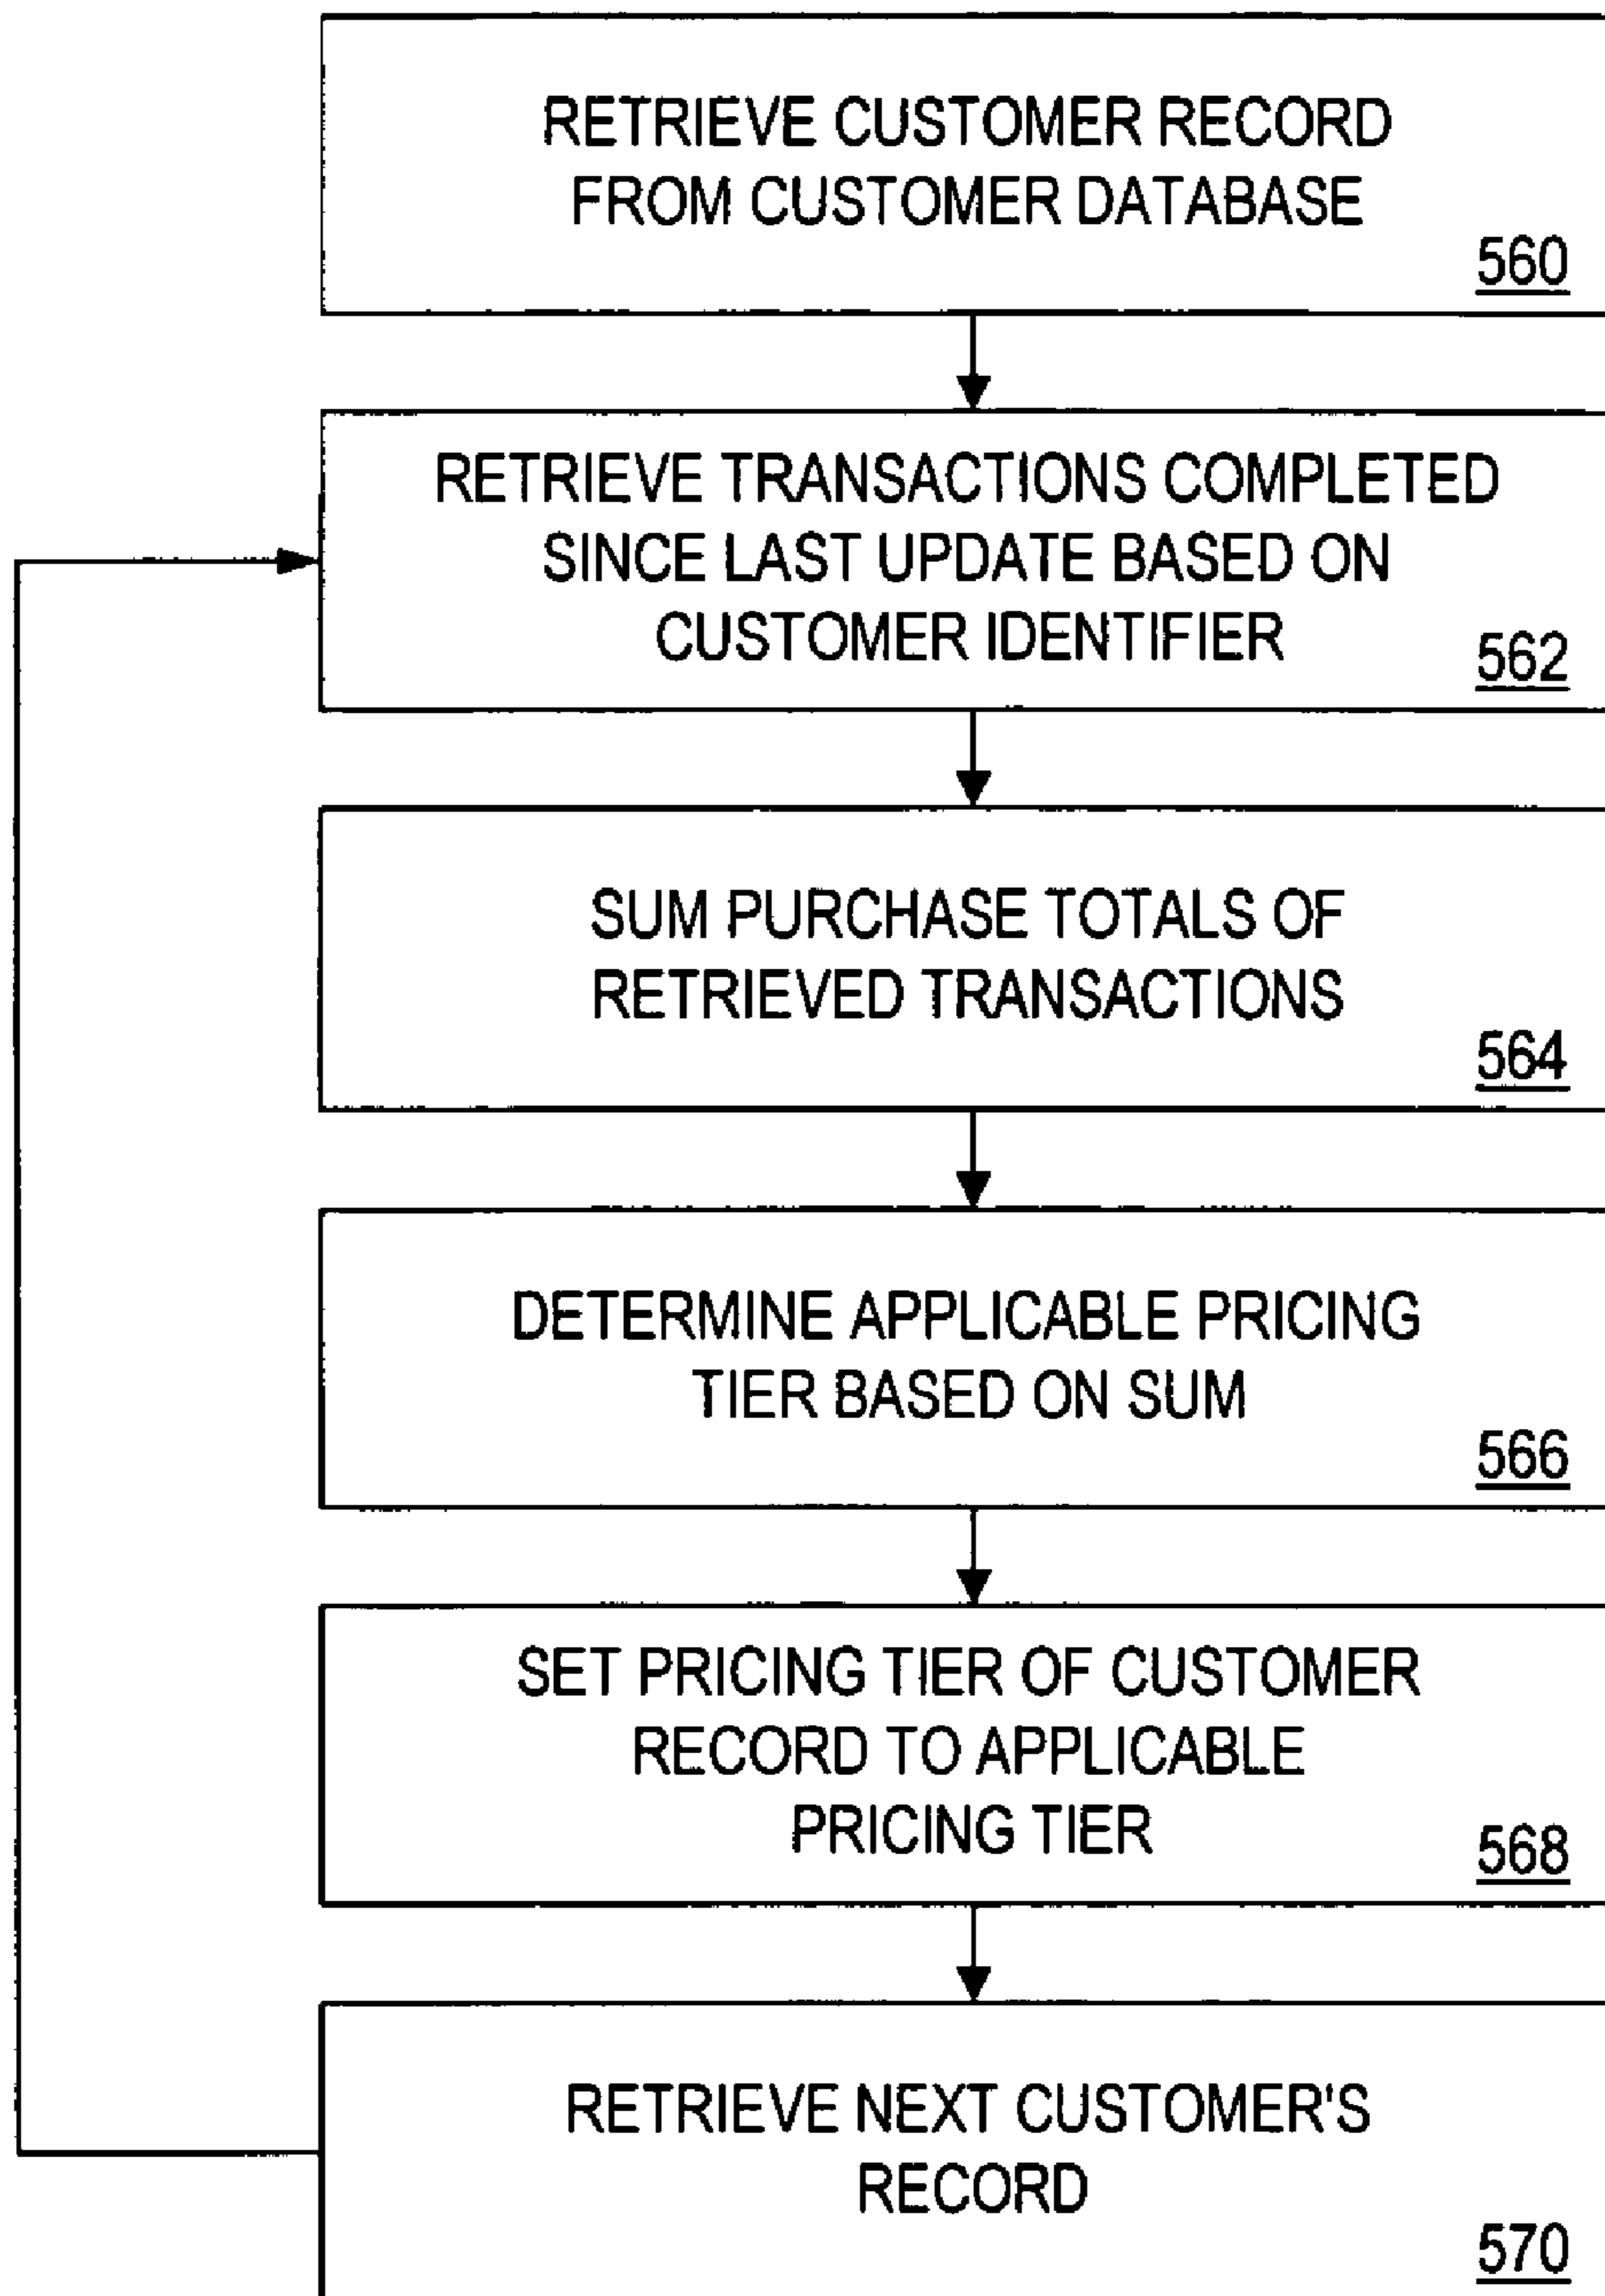 RETRIEVE CUSTOMER RECORD
FROM CUSTOMER DATABASE
560
RETRIEVE TRANSACTIONS COMPLETED
SINCE LAST UPDATE BASED ON
CUSTOMER IDENTIFIER
562
SUM PURCHASE TOTALS OF
RETRIEVED TRANSACTIONS
564
DETERMINE APPLICABLE PRICING
TIER BASED ON SUM
566
SET PRICING TIER OF CUSTOMER
RECORD TO APPLICABLE
PRICING TIER
568
RETRIEVE NEXT CUSTOMER'S
RECORD
570